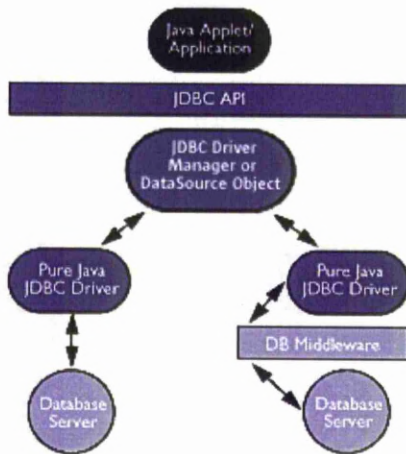 Java Applet/
Application
JDBC API
JDBC Driver
Manager or
DataSource Object
Pure Java
JDBC Driver
Pure Java
JDBC Driver
DB Middleware
Database
Server
Database
Server